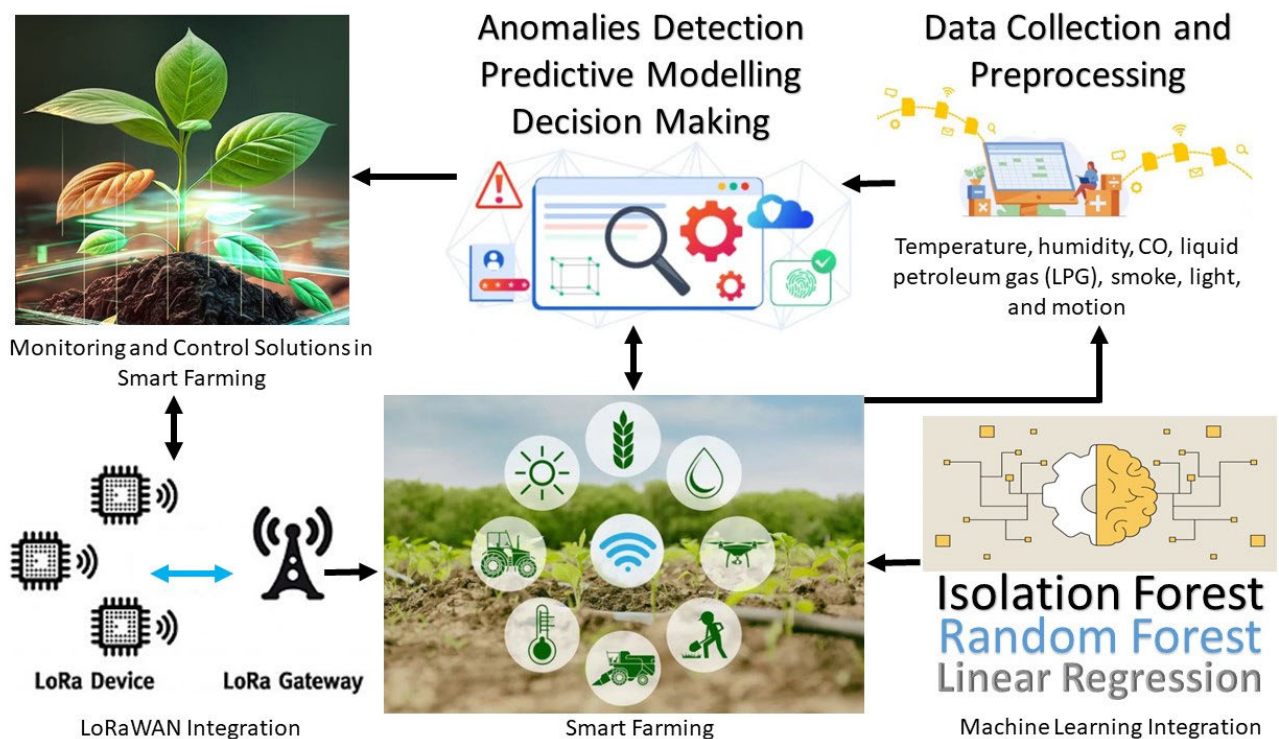 Anomalies Detection
Predictive Modelling
Decision Making
Data Collection and
Preprocessing
Temperature, humidity, CO, liquid
petroleum gas (LPG), smoke, light,
and motion
Monitoring and Control Solutions in
Smart Farming
LoRa Device
LoRa Gateway
LoRaWAN Integration
Smart Farming
Isolation Forest
Random Forest
Linear Regression
Machine Learning Integration